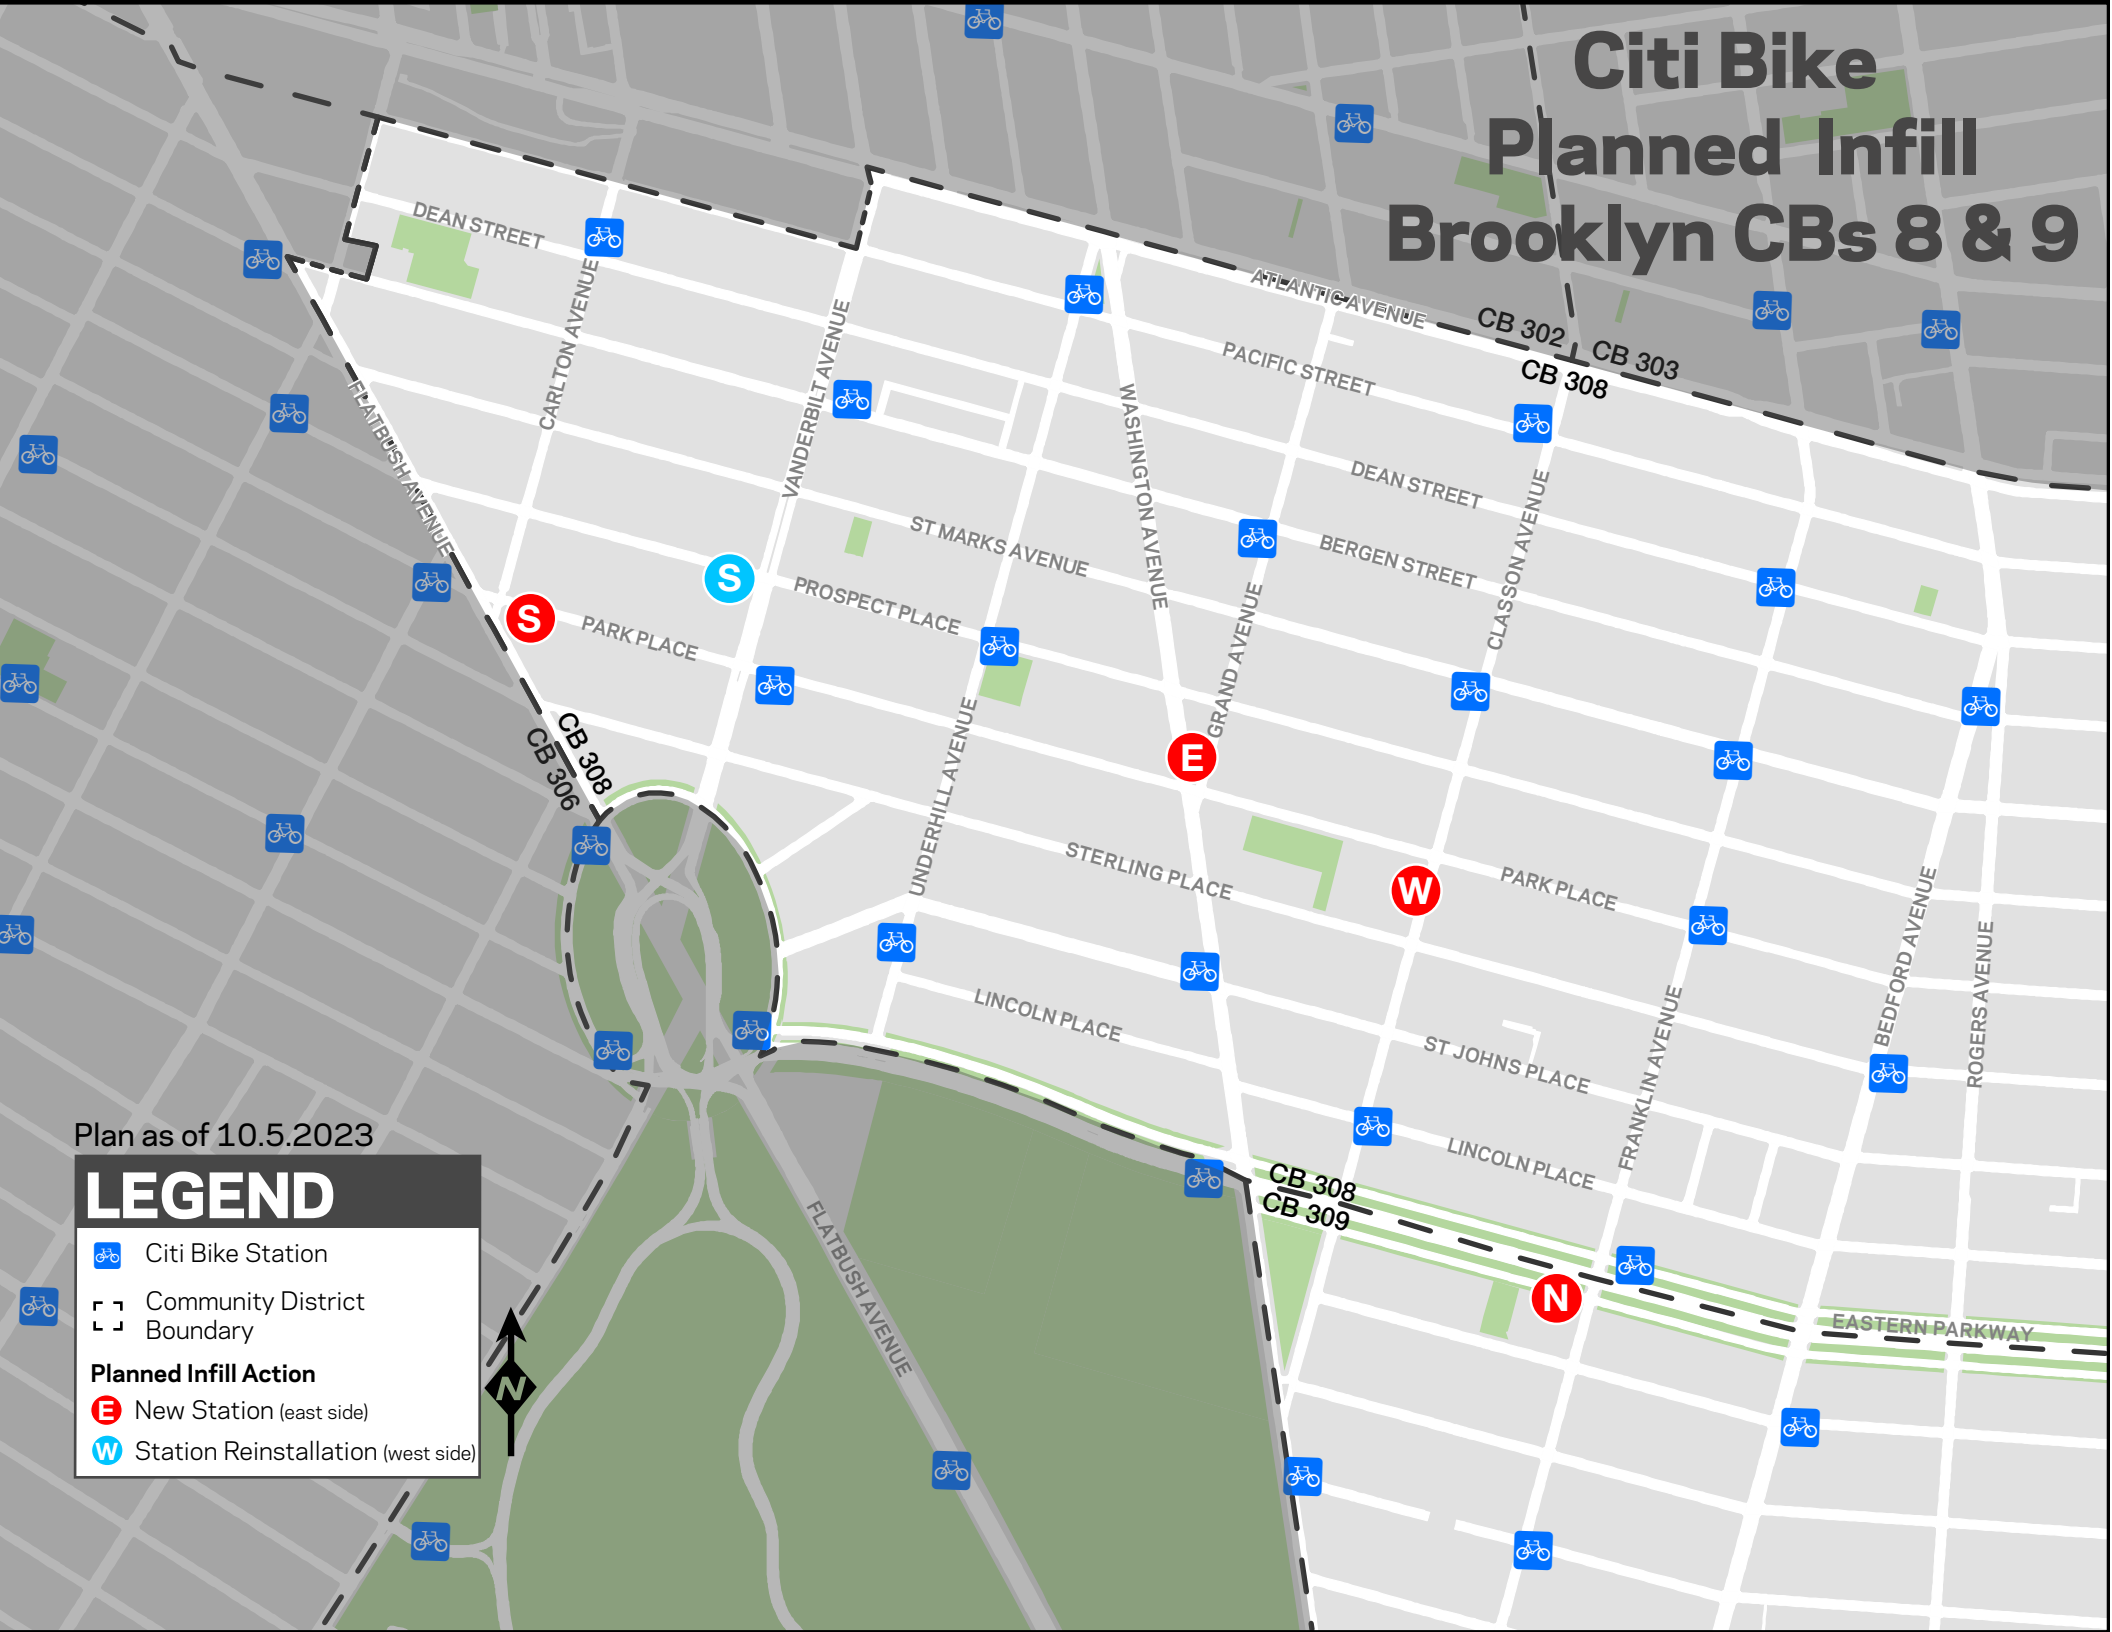 Citi Bike
Planned Infill
Brooklyn CBs 8 & 9
DEAN STREET
CARLTON AVENUE
VANDERBILT AVENUE
FLATBUSH AVENUE
ATLANTIC AVENUE
CB 302
CB 303
CB 308
PACIFIC STREET
WASHINGTON AVENUE
DEAN STREET
BERGEN STREET
CLASSON AVENUE
ST MARKS AVENUE
PROSPECT PLACE
S
S
PARK PLACE
GRAND AVENUE
E
UNDERHILL AVENUE
CB 308
CB 306
STERLING PLACE
W
PARK PLACE
BEDFORD AVENUE
ROGERS AVENUE
FRANKLIN AVENUE
LINCOLN PLACE
ST JOHNS PLACE
LINCOLN PLACE
CB 308
CB 309
N
EASTERN PARKWAY
FLATBUSH AVENUE
Plan as of 10.5.2023
LEGEND
Citi Bike Station
Community District
Boundary
Planned Infill Action
E New Station (east side)
W Station Reinstallation (west side)
N